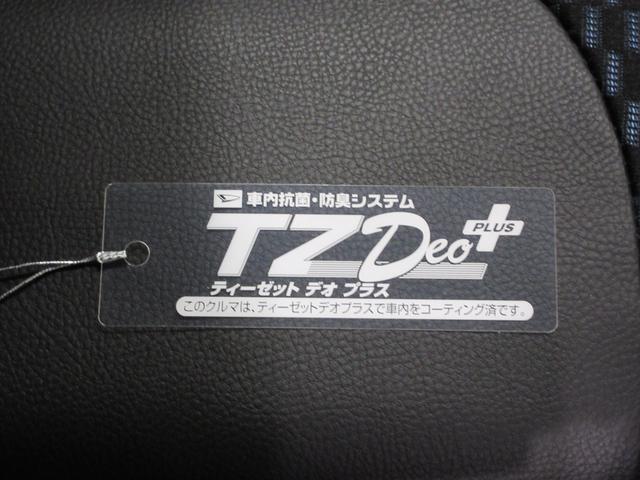 車内抗菌・防臭システム
TZDeo PLUS
ティーゼット デオ プラス
このクルマは、ティーゼットデオプラスで車内をコーティング済です。